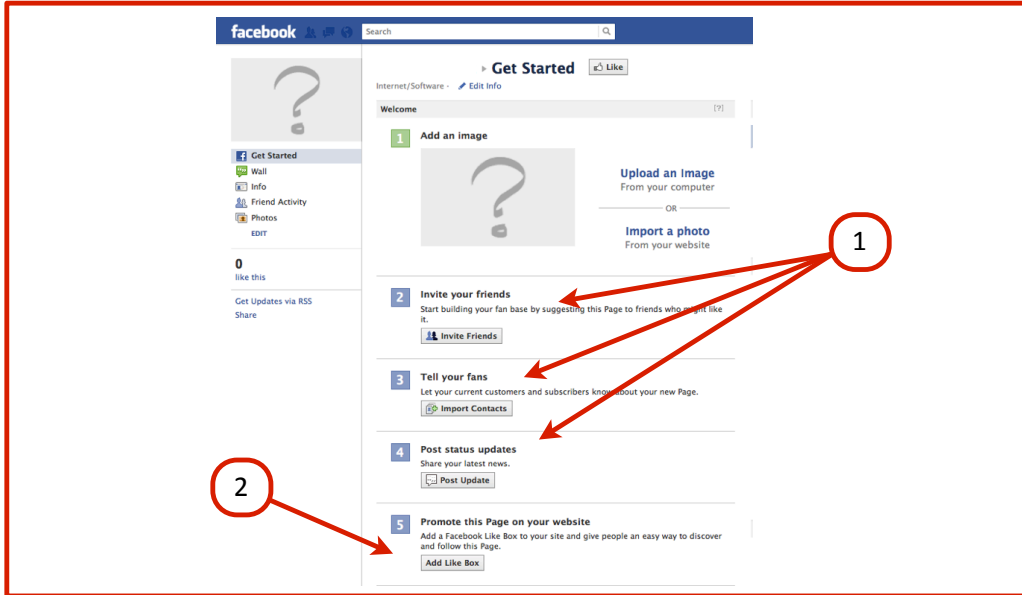 facebook
Search
Get Started
Like
Internet/Software -
Edit Info
Welcome
[?]
Get Started
Wall
Info
Friend Activity
Photos
EDIT
0
like this
Get Updates via RSS
Share
1
Add an image
Upload an Image
From your computer
OR
Import a photo
From your website
2
Invite your friends
Start building your fan base by suggesting this Page to friends who might like
it.
Invite Friends
3
Tell your fans
Let your current customers and subscribers know about your new Page.
Import Contacts
4
Post status updates
Share your latest news.
Post Update
5
Promote this Page on your website
Add a Facebook Like Box to your site and give people an easy way to discover
and follow this Page.
Add Like Box
1
2